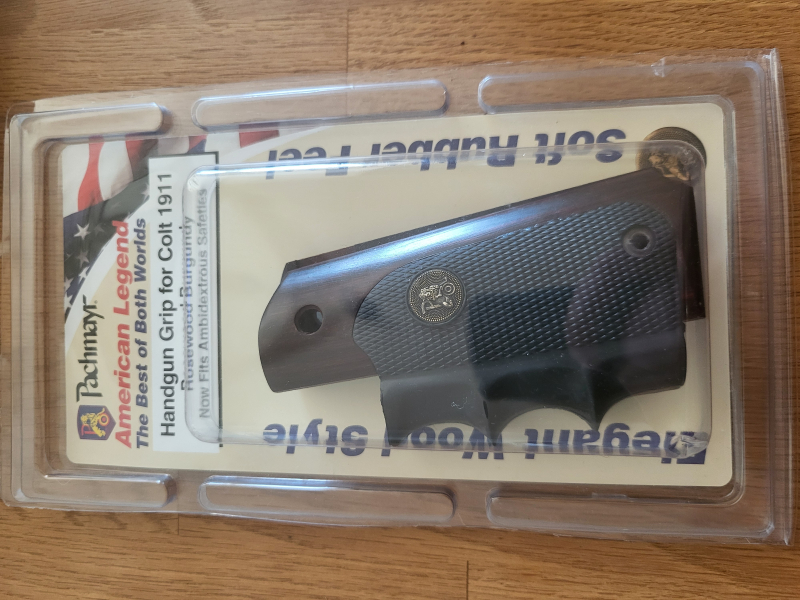 Pachmayr
American Legend
The Best of Both Worlds
Handgun Grip for Colt 1911
Rosewood Burgundy
Now Fits Ambidextrous Safeties
Soft Rubber Feel
Elegant Wood Style